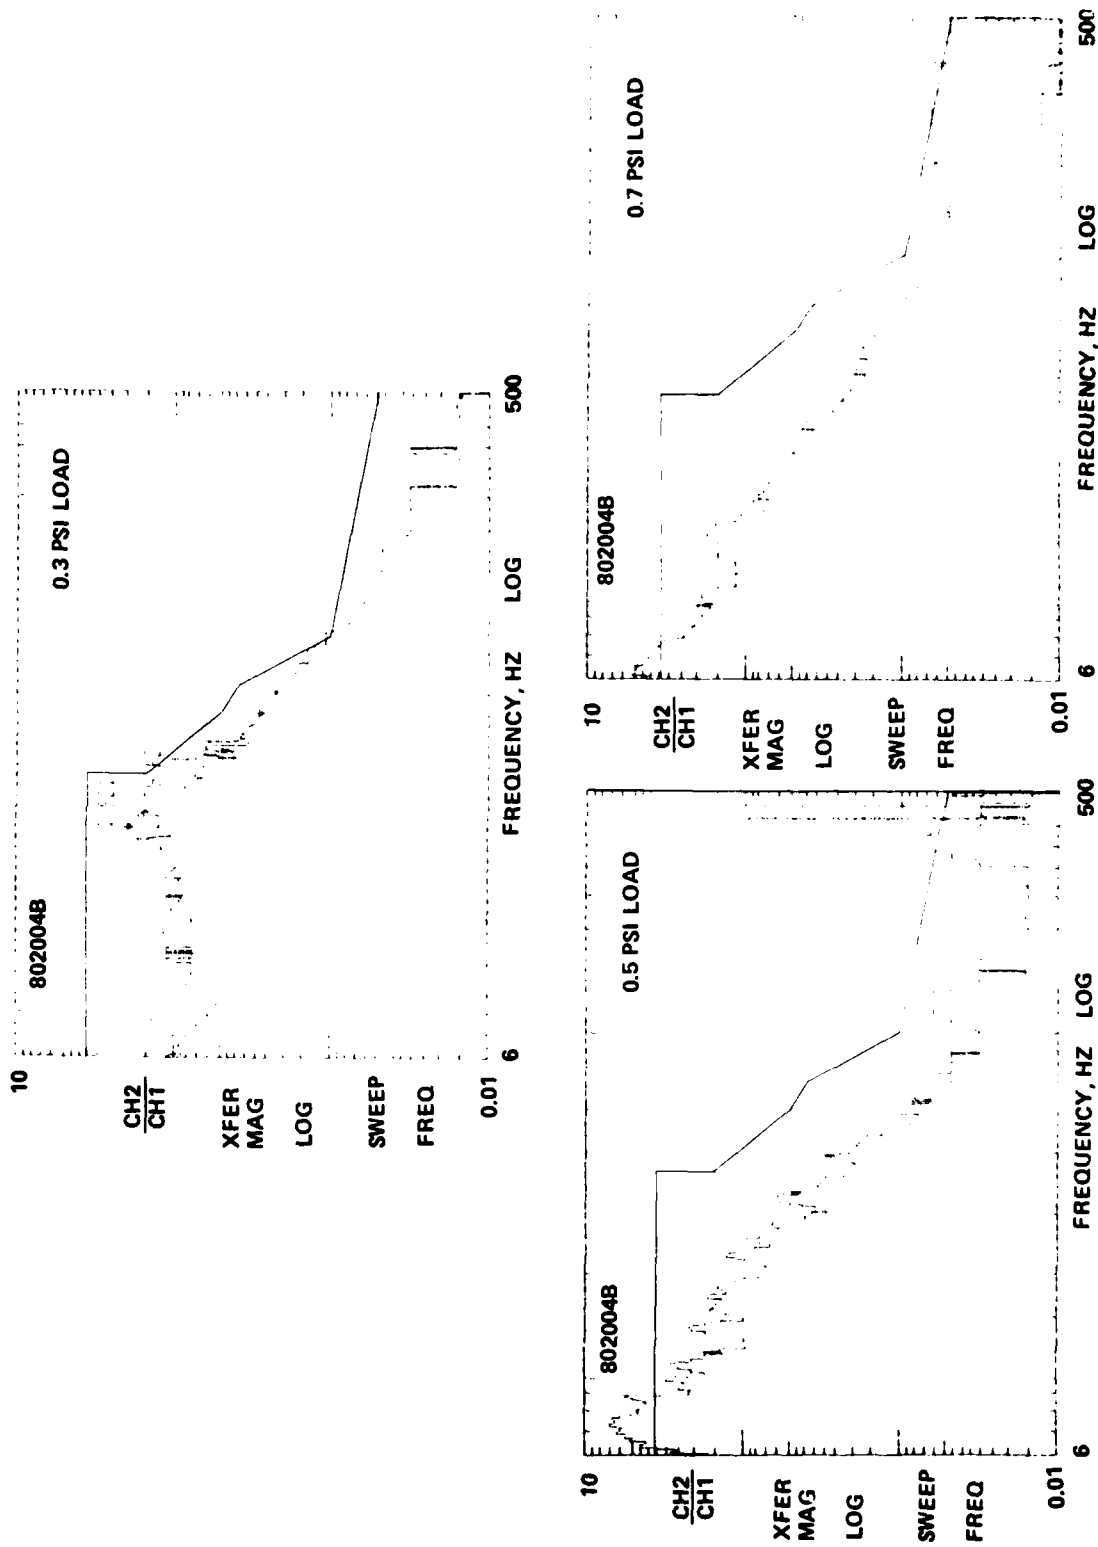 10
802004B
0.3 PSI LOAD
CH2
CH1
XFER
MAG
LOG
SWEEP
FREQ
0.01
6
FREQUENCY, HZ LOG
500
10
802004B
0.5 PSI LOAD
CH2
CH1
XFER
MAG
LOG
SWEEP
FREQ
0.01
6
FREQUENCY, HZ LOG
500
10
802004B
0.7 PSI LOAD
CH2
CH1
XFER
MAG
LOG
SWEEP
FREQ
0.01
6
FREQUENCY, HZ LOG
500